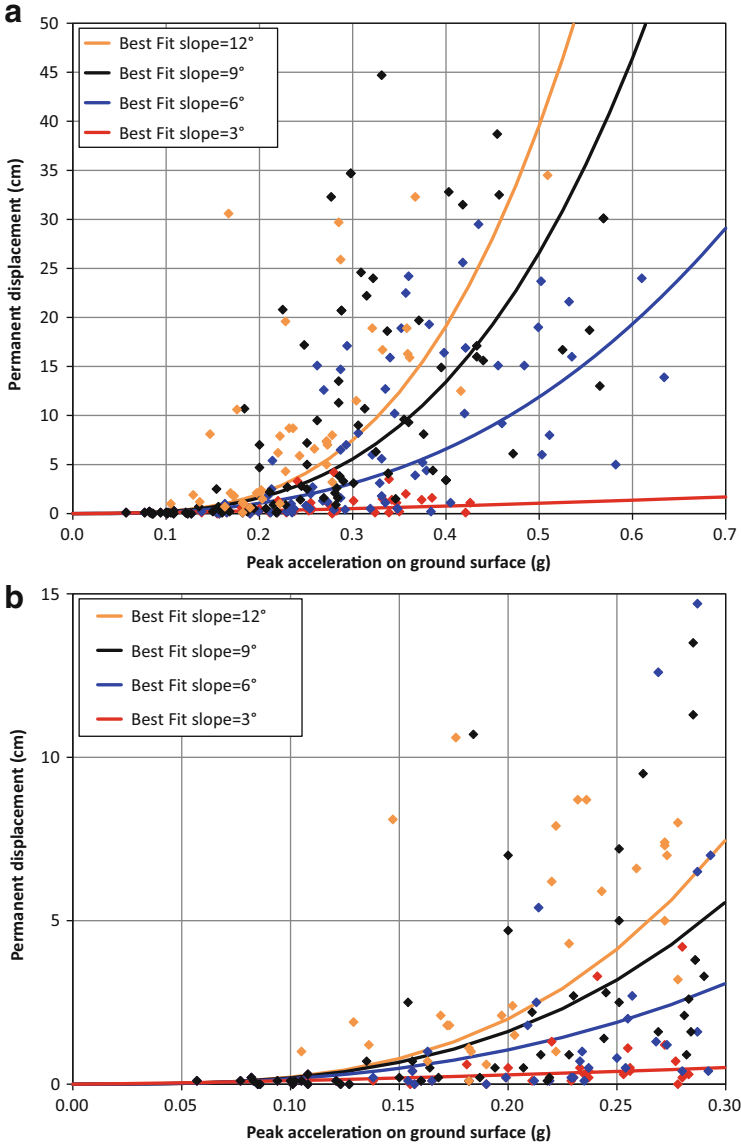 a
50
45
40
35
30
25
20
15
10
5
0
Permanent displacement (cm)
Best Fit slope=12°
Best Fit slope=9°
Best Fit slope=6°
Best Fit slope=3°
0.0 0.1 0.2 0.3 0.4 0.5 0.6 0.7
Peak acceleration on ground surface (g)
b
15
10
5
0
Permanent displacement (cm)
Best Fit slope=12°
Best Fit slope=9°
Best Fit slope=6°
Best Fit slope=3°
0.00 0.05 0.10 0.15 0.20 0.25 0.30
Peak acceleration on ground surface (g)